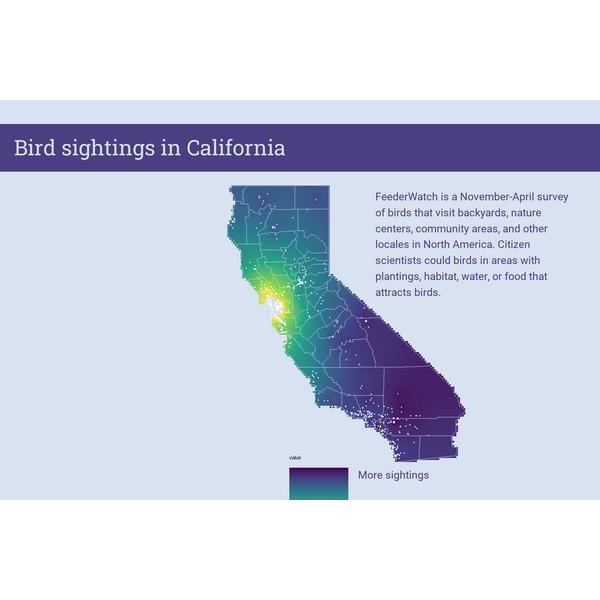 Bird sightings in California
FeederWatch is a November-April survey
of birds that visit backyards, nature
centers, community areas, and other
locales in North America. Citizen
scientists could birds in areas with
plantings, habitat, water, or food that
attracts birds.
value
More sightings